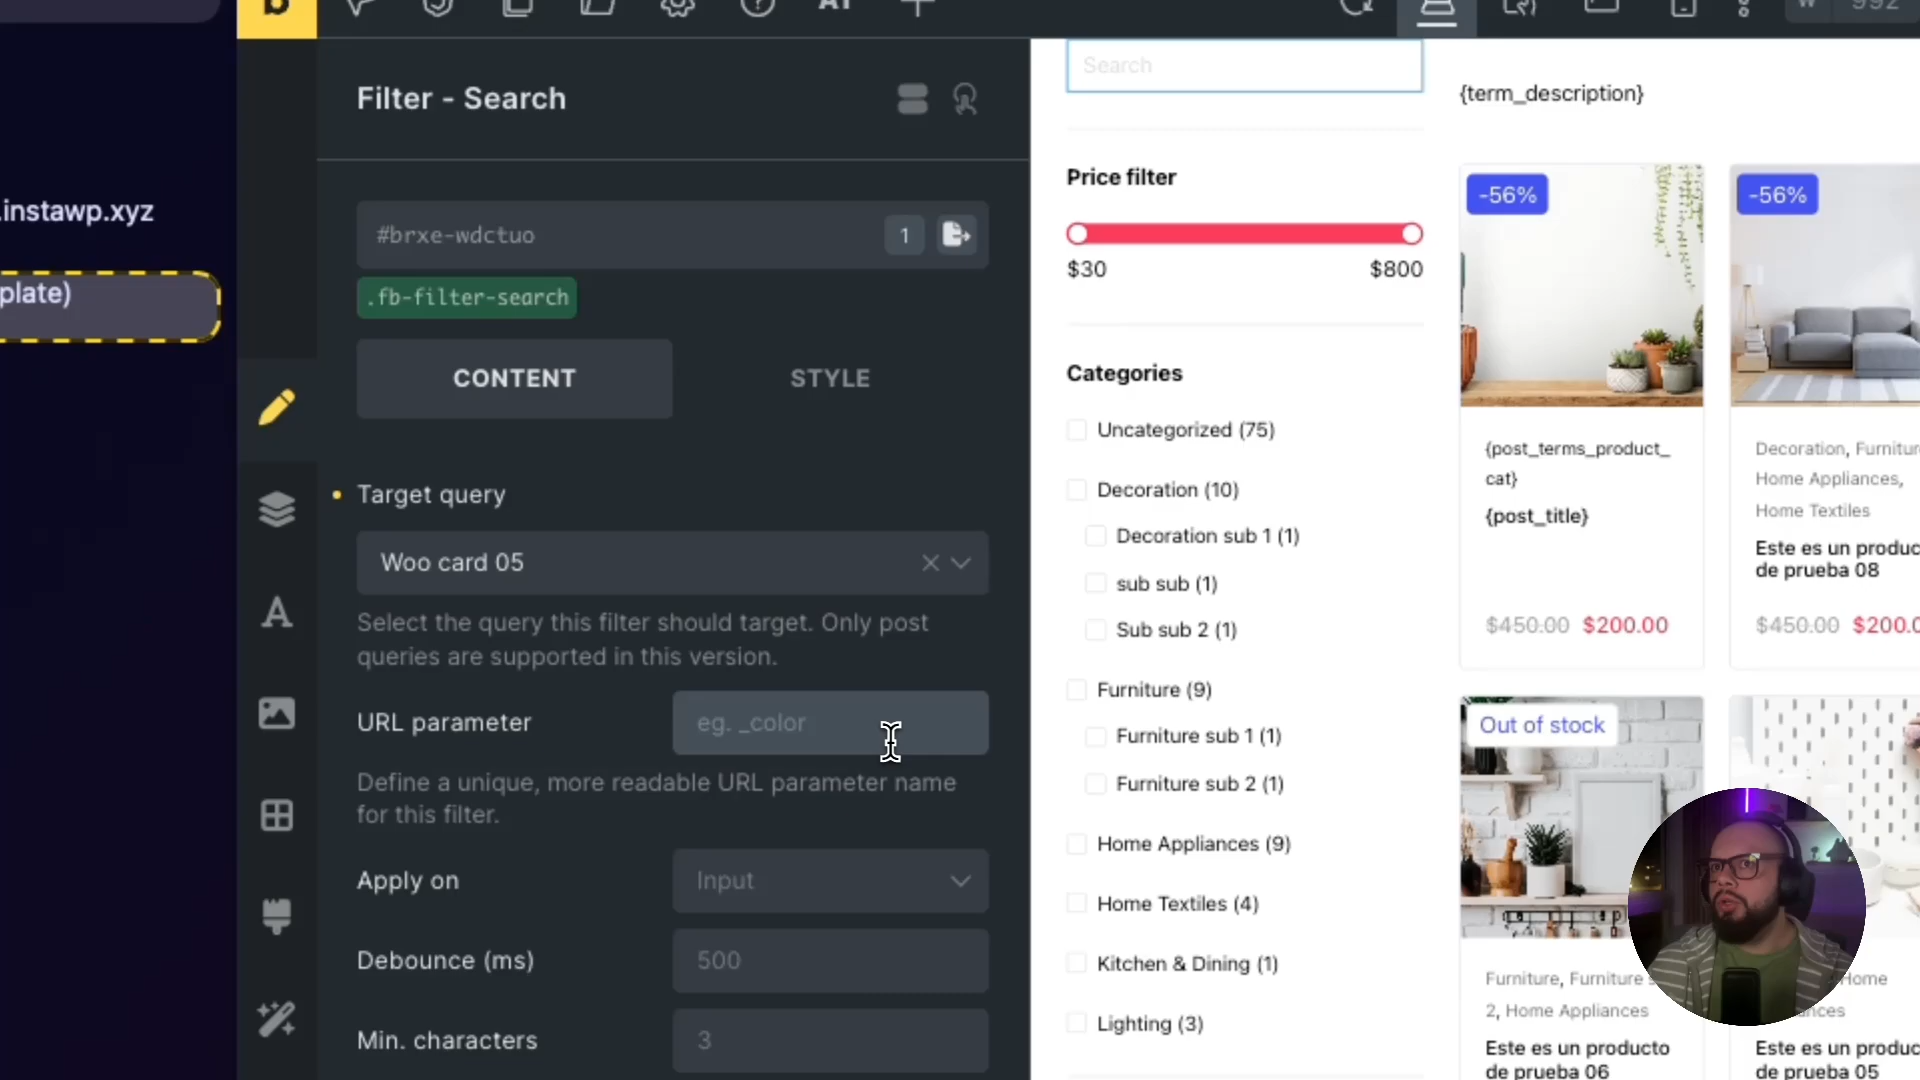 b
AI
W
992
Filter - Search
.instawp.xyz
plate)
#brxe-wdctuo
1
.fb-filter-search
CONTENT
STYLE
Target query
Woo card 05
Select the query this filter should target. Only post
queries are supported in this version.
URL parameter
eg. _color
Define a unique, more readable URL parameter name
for this filter.
Apply on
Input
Debounce (ms)
500
Min. characters
3
Search
Price filter
$30
$800
Categories
Uncategorized (75)
Decoration (10)
Decoration sub 1 (1)
sub sub (1)
Sub sub 2 (1)
Furniture (9)
Furniture sub 1 (1)
Furniture sub 2 (1)
Home Appliances (9)
Home Textiles (4)
Kitchen & Dining (1)
Lighting (3)
{term_description}
-56%
{post_terms_product_
cat}
{post_title}
$450.00 $200.00
-56%
Decoration, Furniture
Home Appliances,
Home Textiles
Este es un produc
de prueba 08
$450.00 $200.0
Out of stock
Furniture, Furniture s
2, Home Appliances
Este es un producto
de prueba 06
Home
ances
Este es un produc
de prueba 05